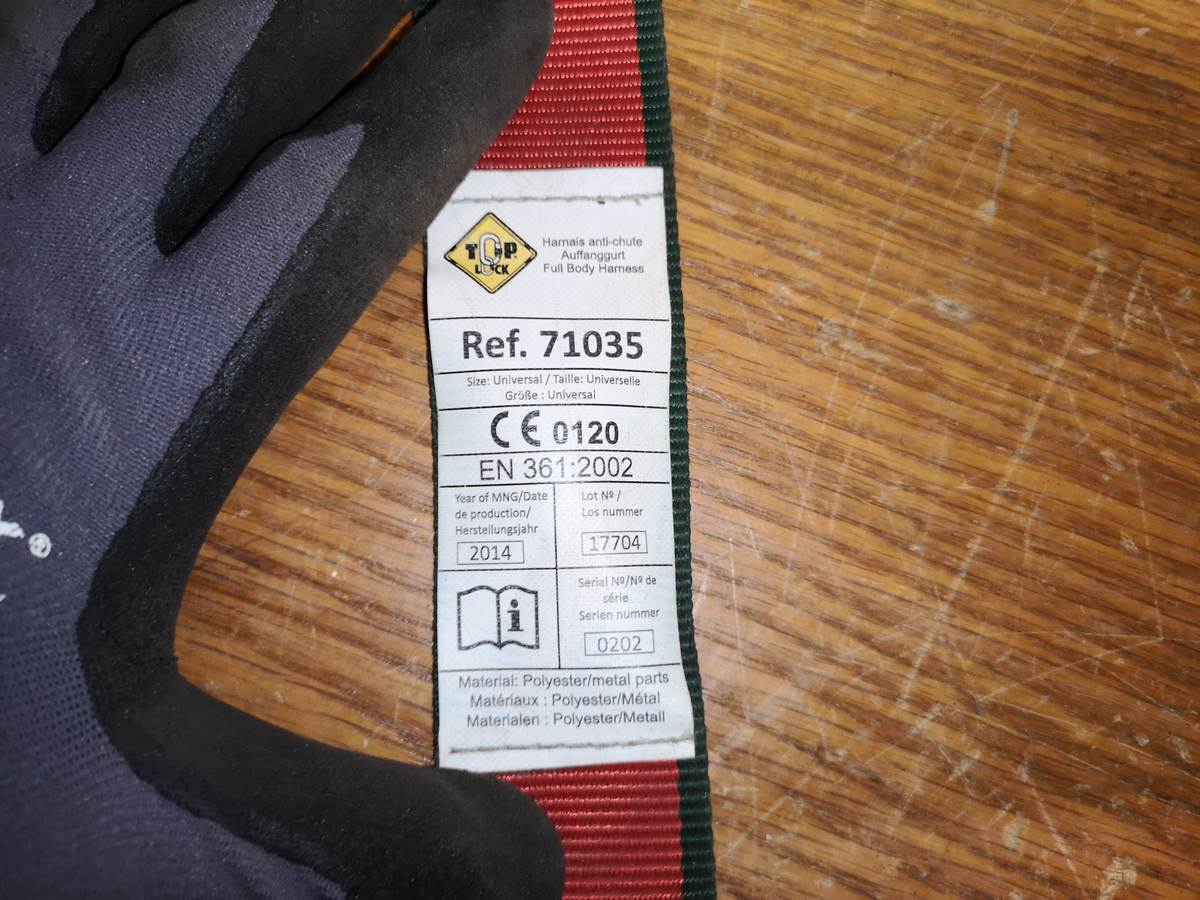 TOP
LOCK
Harnais anti-chute
Auffanggurt
Full Body Harness
Ref. 71035
Size: Universal / Taille: Universelle
Größe : Universal
CE 0120
EN 361:2002
Year of MNG/Date
de production/
Herstellungsjahr
2014
Lot Nº /
Los nummer
17704
Serial Nº/Nº de
série
Serien nummer
0202
Material: Polyester/metal parts
Matériaux : Polyester/Métal
Materialen : Polyester/Metall